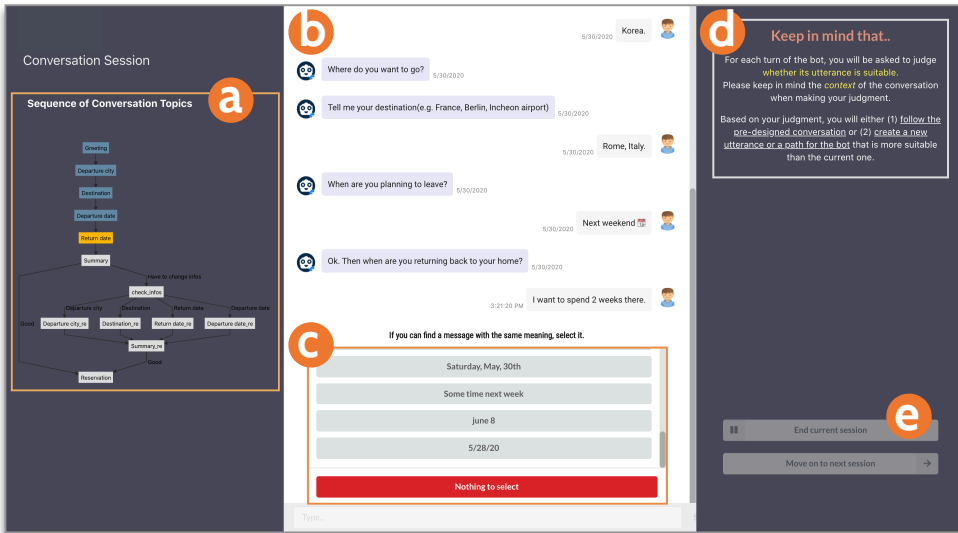 Conversation Session
a
Sequence of Conversation Topics
Greeting
Departure city
Destination
Departure date
Return date
Summary
Have to change infos
check_infos
Departure city
Destination
Return date
Departure date
Good
Departure city_re
Destination_re
Return date_re
Departure date_re
Summary_re
Good
Reservation
b
5/30/2020
Korea.
Where do you want to go?
5/30/2020
Tell me your destination(e.g. France, Berlin, Incheon airport)
5/30/2020
5/30/2020
Rome, Italy.
When are you planning to leave?
5/30/2020
5/30/2020
Next weekend
Ok. Then when are you returning back to your home?
5/30/2020
3:21:20 PM
I want to spend 2 weeks there.
If you can find a message with the same meaning, select it.
c
Saturday, May, 30th
Some time next week
june 8
5/28/20
Nothing to select
Type...
d
Keep in mind that..
For each turn of the bot, you will be asked to judge
whether its utterance is suitable.
Please keep in mind the context of the conversation
when making your judgment.
Based on your judgment, you will either (1) follow the
pre-designed conversation or (2) create a new
utterance or a path for the bot that is more suitable
than the current one.
e
End current session
Move on to next session